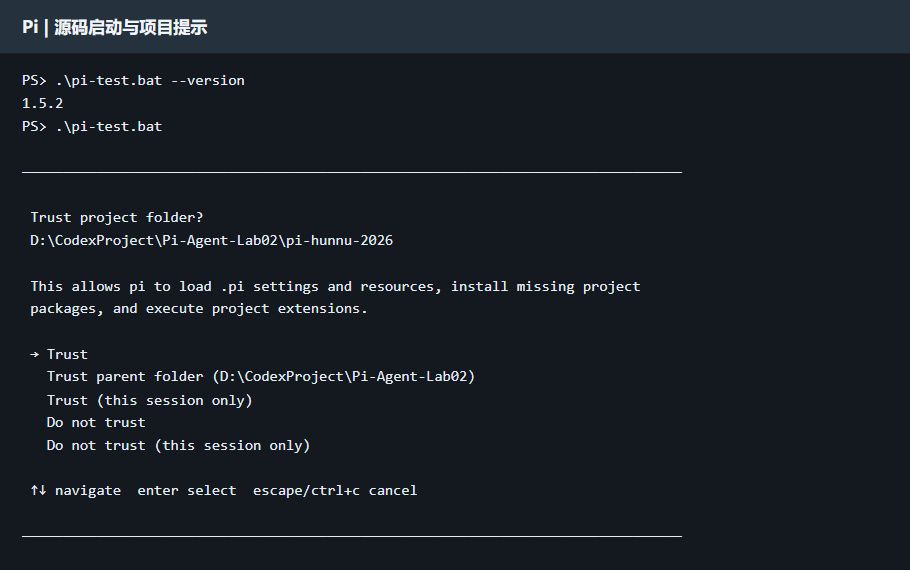 Pi | 源码启动与项目提示
PS> .\pi-test.bat --version
1.5.2
PS> .\pi-test.bat
Trust project folder?
D:\CodexProject\Pi-Agent-Lab02\pi-hunnu-2026
This allows pi to load .pi settings and resources, install missing project
packages, and execute project extensions.
→ Trust
Trust parent folder (D:\CodexProject\Pi-Agent-Lab02)
Trust (this session only)
Do not trust
Do not trust (this session only)
↑↓ navigate  enter select  escape/ctrl+c cancel